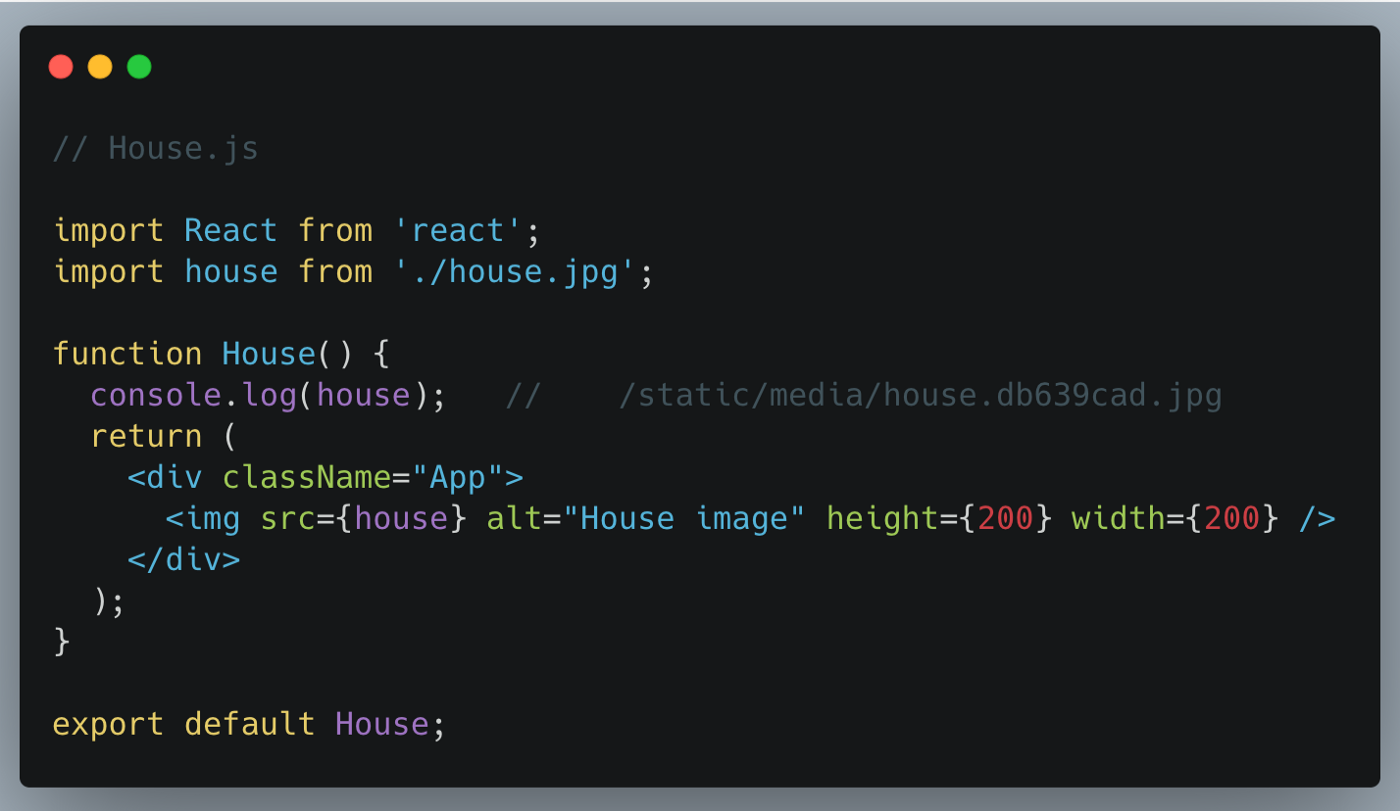 // House.js
import React from 'react';
import house from './house.jpg';
function House() {
  console.log(house);   //    /static/media/house.db639cad.jpg
  return (
    <div className="App">
      <img src={house} alt="House image" height={200} width={200} />
    </div>
  );
}
export default House;